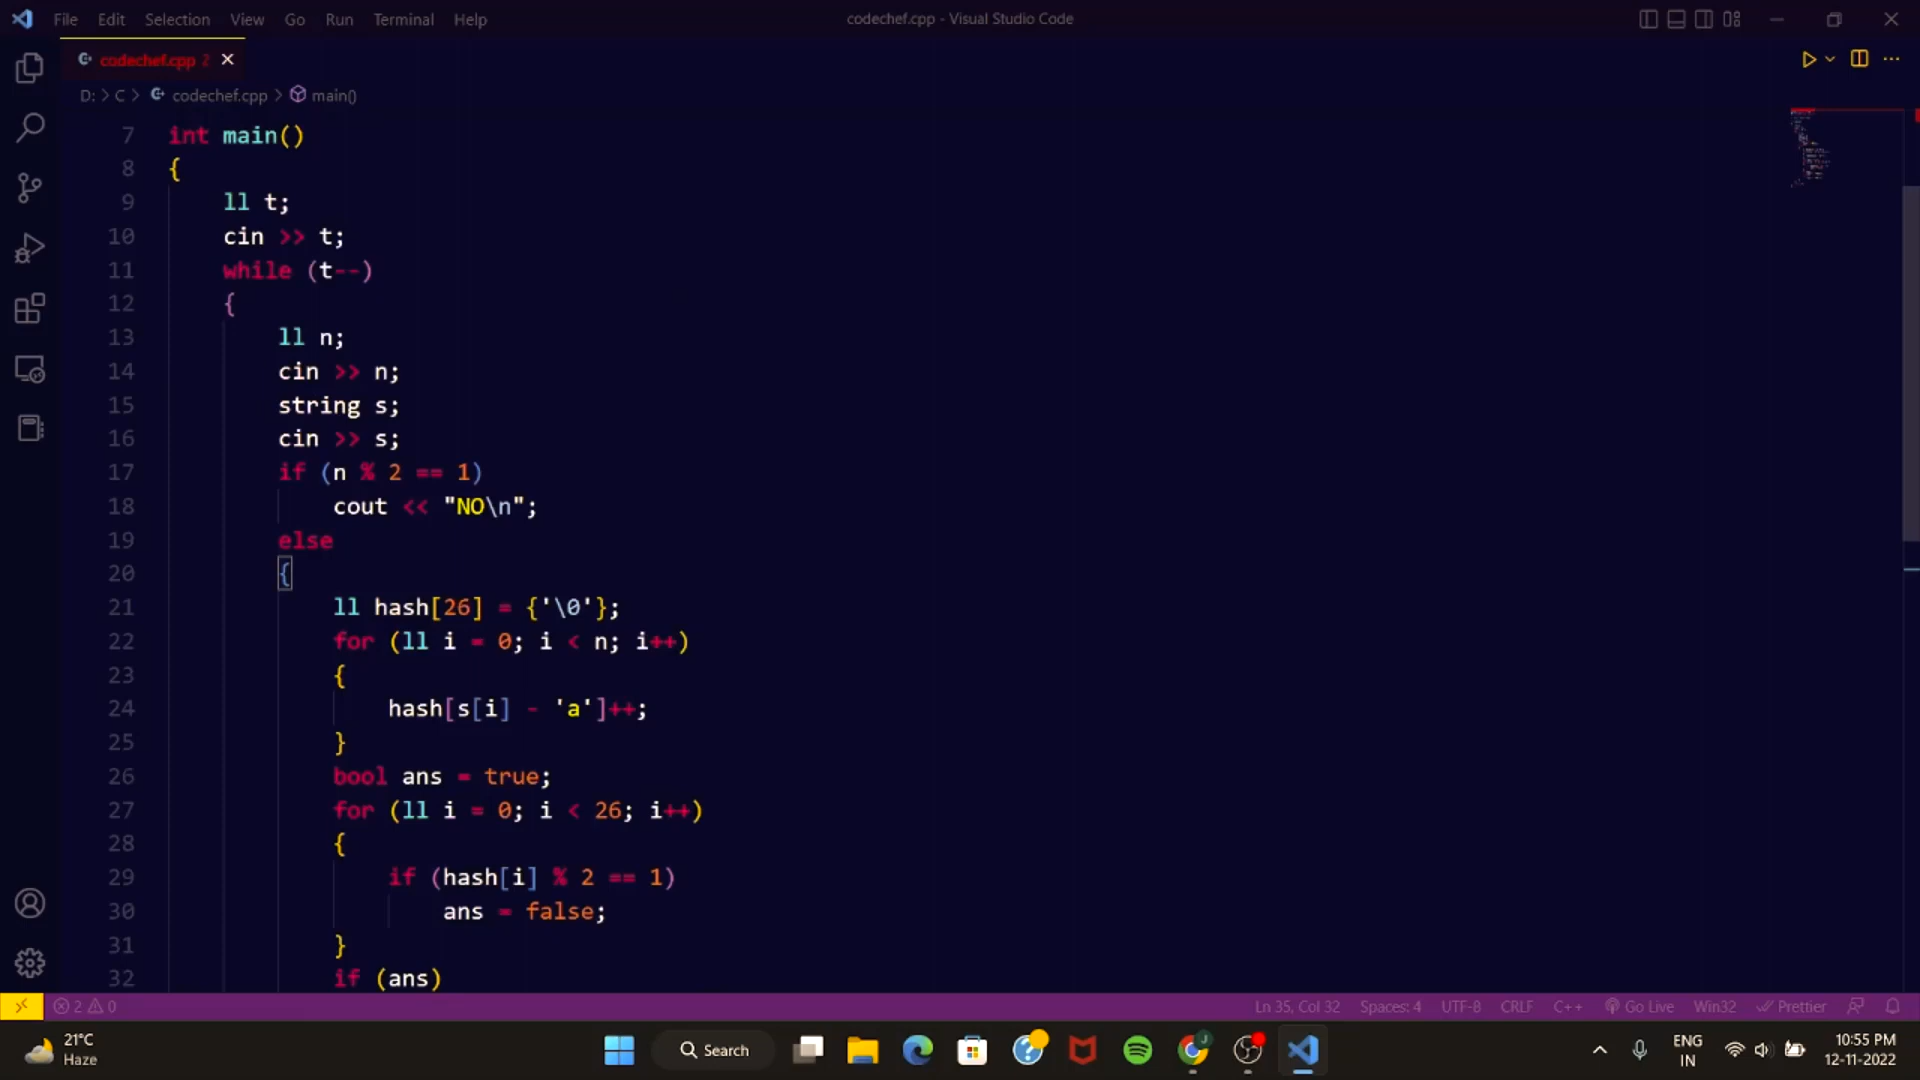 File Edit Selection View Go Run Terminal Help
codechef.cpp - Visual Studio Code
codechef.cpp 2
D: > C > codechef.cpp > main()
7 int main()
8 {
9 ll t;
10 cin >> t;
11 while (t--)
12 {
13 ll n;
14 cin >> n;
15 string s;
16 cin >> s;
17 if (n % 2 == 1)
18 cout << "NO\n";
19 else
20 {
21 ll hash[26] = {'\0'};
22 for (ll i = 0; i < n; i++)
23 {
24 hash[s[i] - 'a']++;
25 }
26 bool ans = true;
27 for (ll i = 0; i < 26; i++)
28 {
29 if (hash[i] % 2 == 1)
30 ans = false;
31 }
32 if (ans)
2 0 Ln 35, Col 32 Spaces: 4 UTF-8 CRLF C++ Go Live Win32 Prettier
21°C
Haze
Search
ENG
IN
10:55 PM
12-11-2022